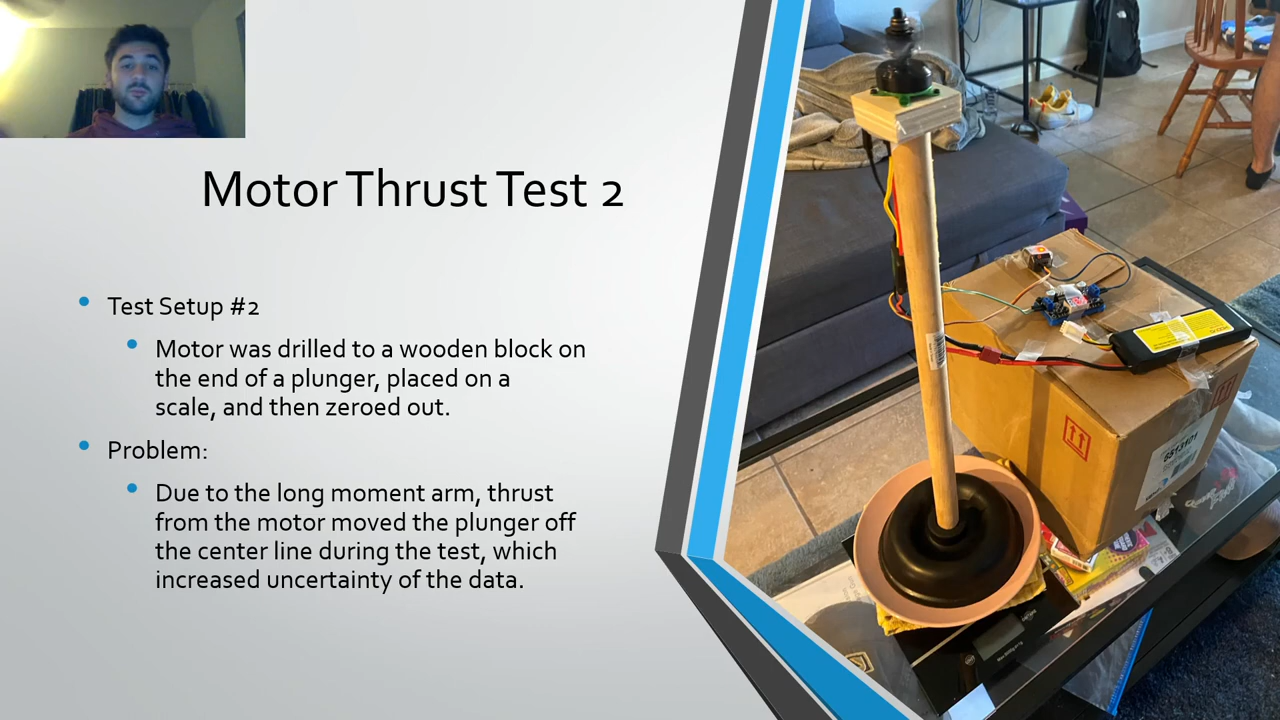 Motor Thrust Test 2
Test Setup #2
Motor was drilled to a wooden block on
the end of a plunger, placed on a
scale, and then zeroed out.
Problem:
Due to the long moment arm, thrust
from the motor moved the plunger off
the center line during the test, which
increased uncertainty of the data.